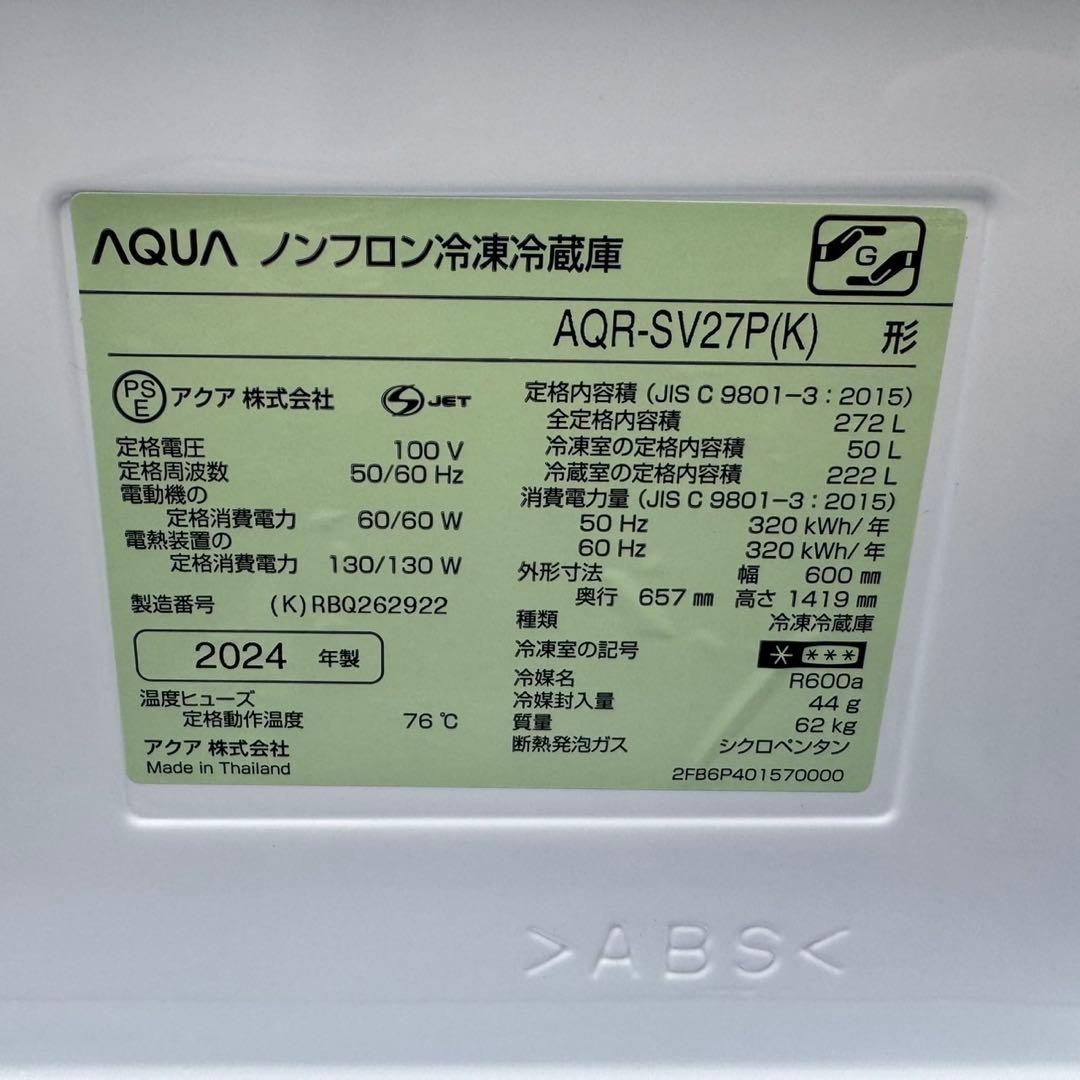 AQUA ノンフロン冷凍冷蔵庫
G
AQR-SV27P(K) 形
PSE アクア 株式会社 S JET
定格電圧 100 V
定格周波数 50/60 Hz
電動機の
定格消費電力 60/60 W
電熱装置の
定格消費電力 130/130 W
製造番号 (K)RBQ262922
2024 年製
温度ヒューズ
定格動作温度 76 ℃
アクア 株式会社
Made in Thailand
定格内容積 (JIS C 9801-3 : 2015)
全定格内容積 272 L
冷凍室の定格内容積 50 L
冷蔵室の定格内容積 222 L
消費電力量 (JIS C 9801-3 : 2015)
50 Hz 320 kWh/年
60 Hz 320 kWh/年
外形寸法 幅 600 ㎜
奥行 657 ㎜ 高さ 1419 ㎜
種類 冷凍冷蔵庫
冷凍室の記号 * ***
冷媒名 R600a
冷媒封入量 44 g
質量 62 kg
断熱発泡ガス シクロペンタン
2FB6P401570000
>ABS<